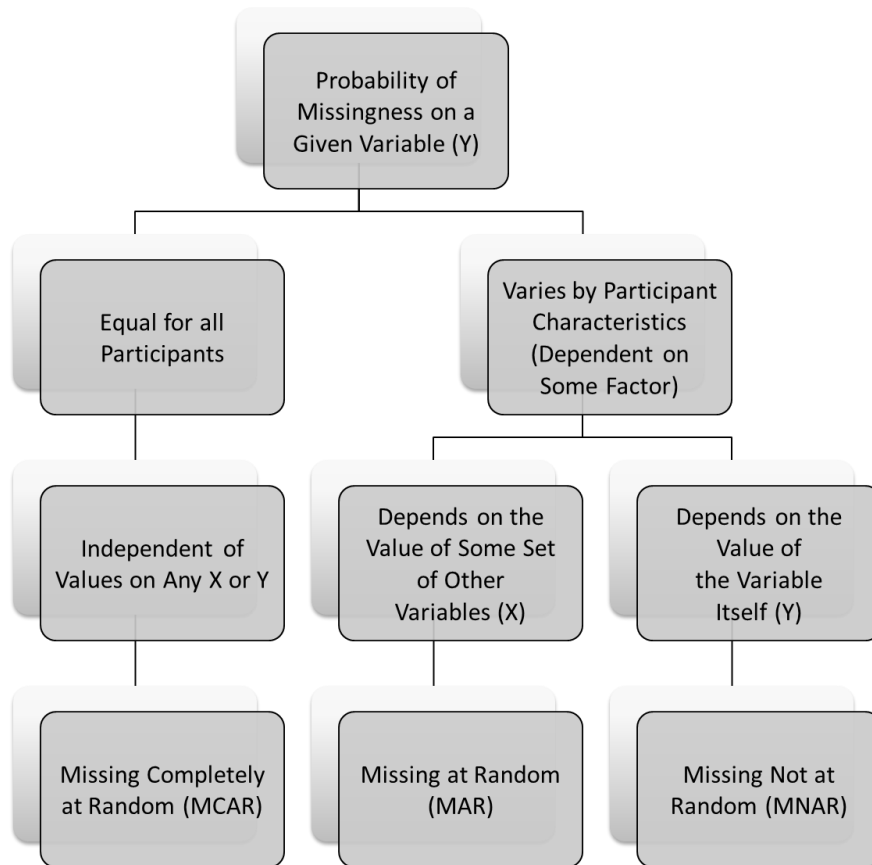 Probability of
Missingness on a
Given Variable (Y)
Equal for all
Participants
Varies by Participant
Characteristics
(Dependent on
Some Factor)
Independent of
Values on Any X or Y
Depends on the
Value of Some Set
of Other
Variables (X)
Depends on the
Value of
the Variable
Itself (Y)
Missing Completely
at Random (MCAR)
Missing at Random
(MAR)
Missing Not at
Random (MNAR)